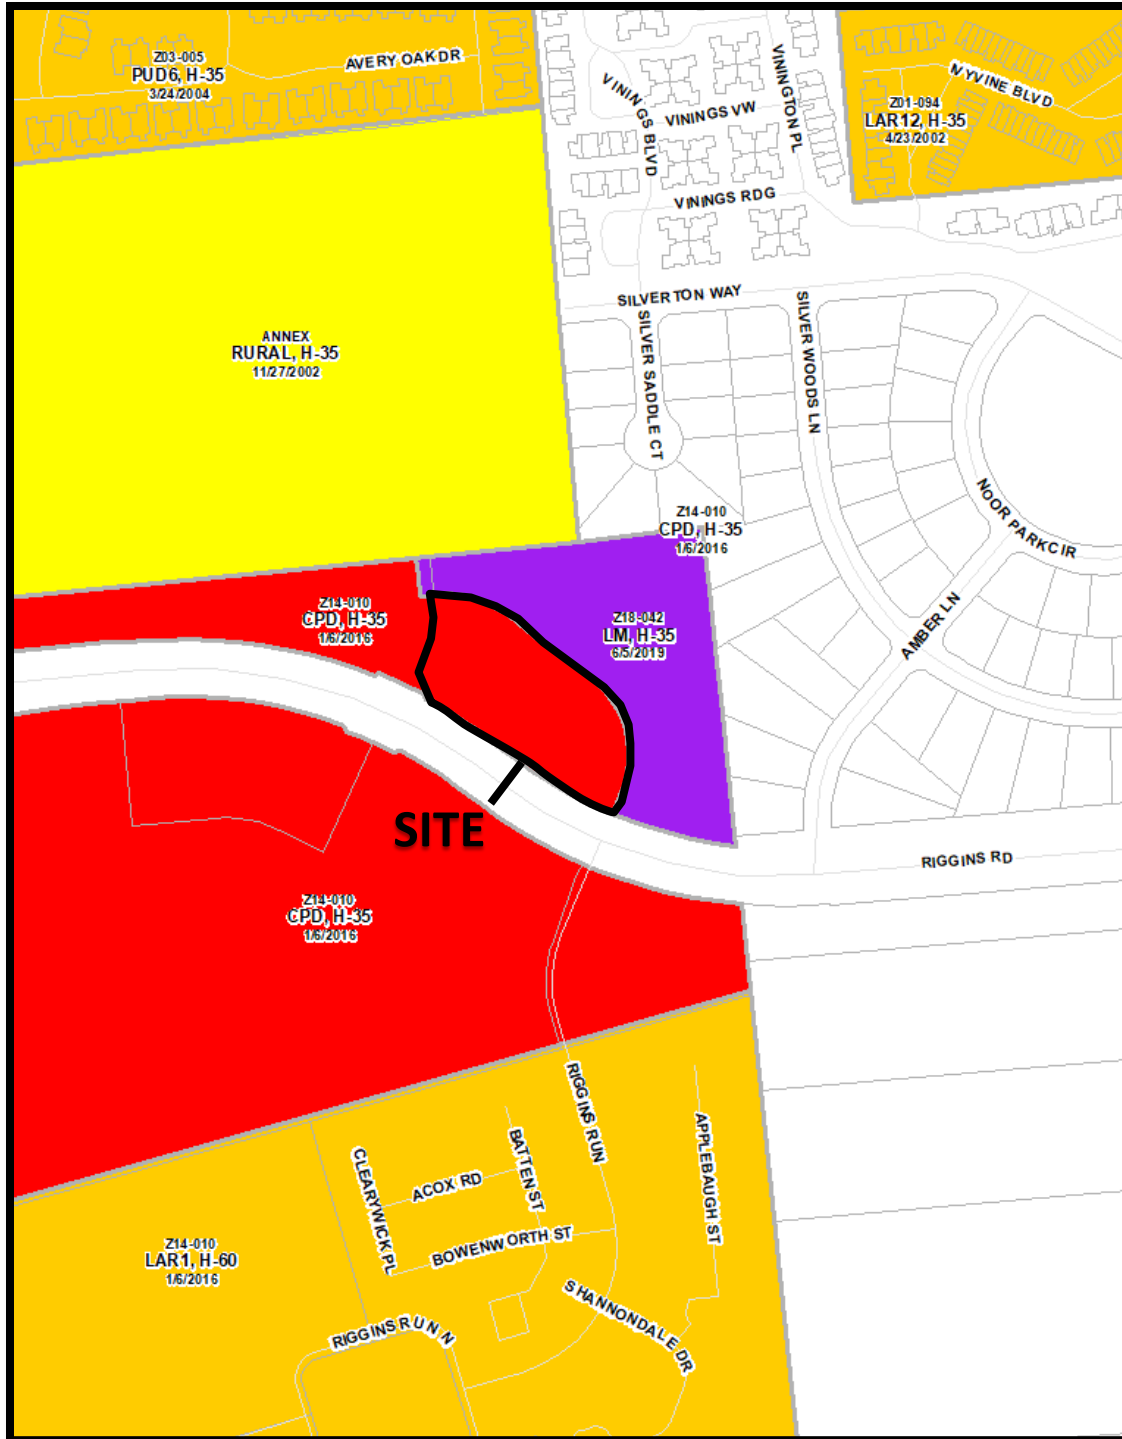 Z03-005
PUD6, H-35
3/24/2004
AVERY OAK DR
VININGS BLVD
VININGS VW
VININGTON PL
VININGS RDG
IVYVINE BLVD
Z01-094
LAR12, H-35
4/23/2002
SILVERTON WAY
SILVER SADDLE CT
SILVER WOODS LN
ANNEX
RURAL, H-35
11/27/2002
NOOR PARK CIR
Z14-010
CPD, H-35
1/6/2016
AMBER LN
Z14-010
CPD, H-35
1/6/2016
Z18-042
LM, H-35
6/5/2019
SITE
RIGGINS RD
Z14-010
CPD, H-35
1/6/2016
RIGGINS RUN
BATTEN ST
APPLEBAUGH ST
CLEARYWICK PL
ACOX RD
BOWENWORTH ST
Z14-010
LAR1, H-60
1/6/2016
SHANNONDALE DR
RIGGINS RUN N